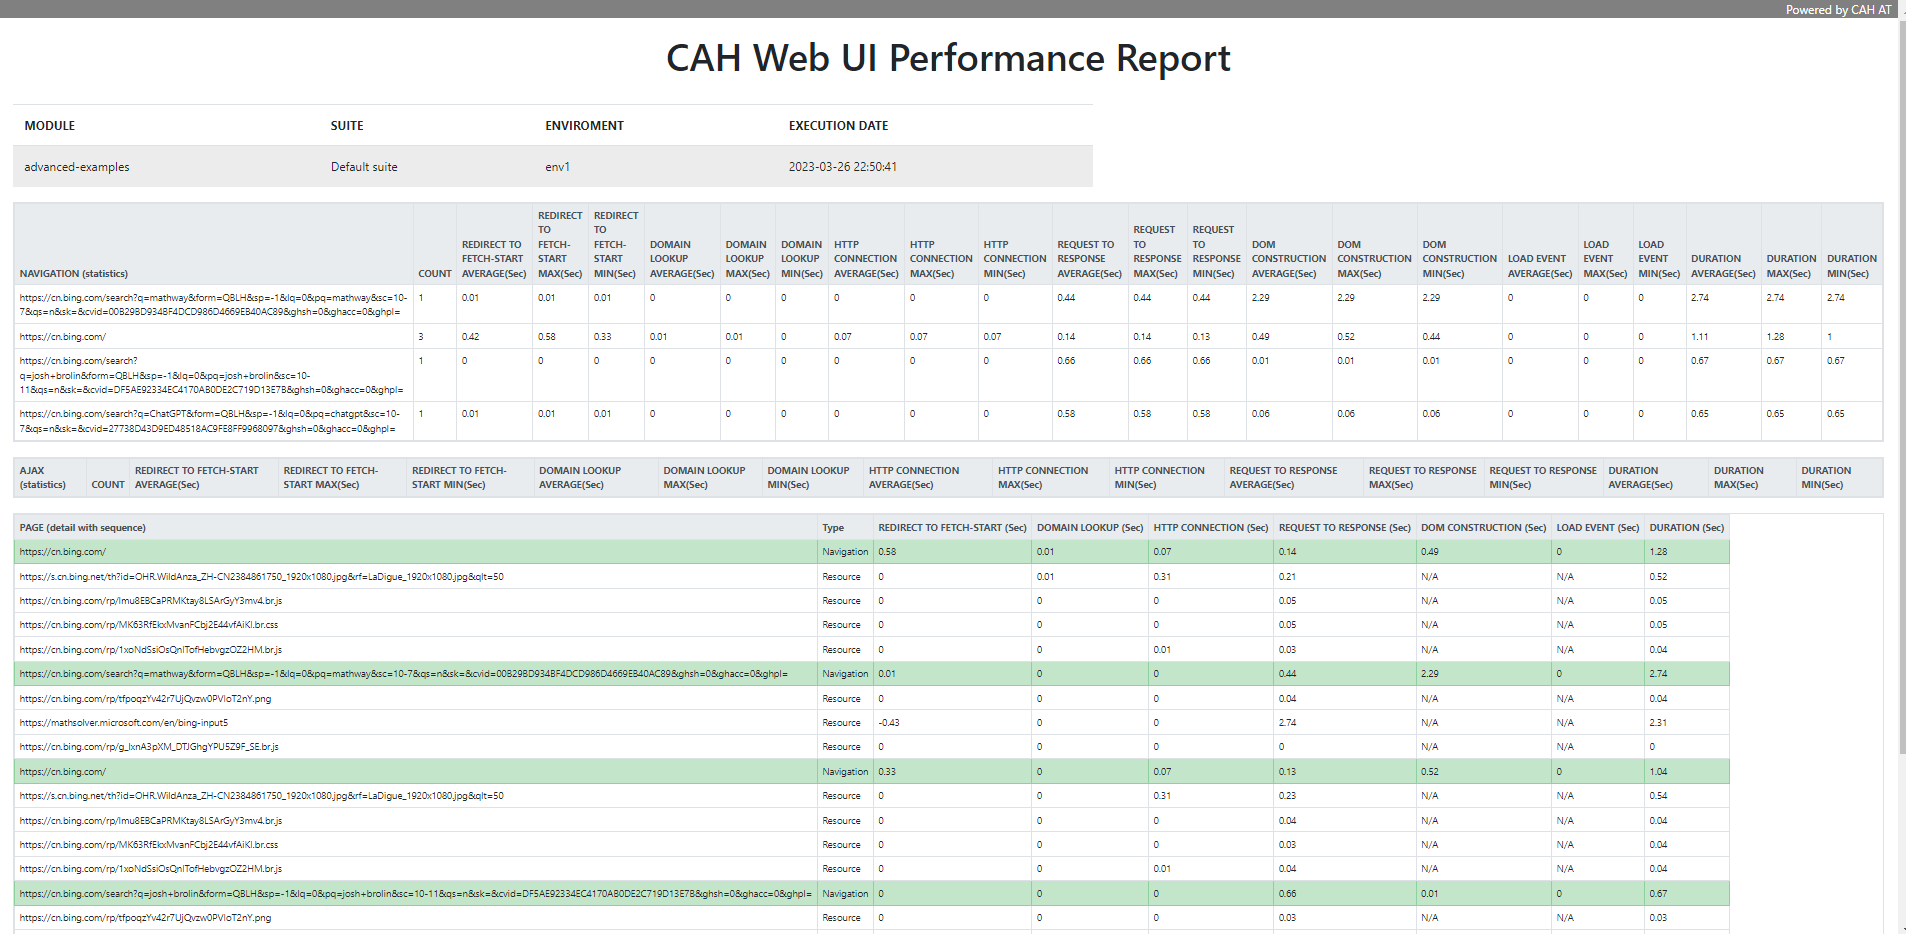 Powered by CAH AT
CAH Web UI Performance Report
MODULE SUITE ENVIROMENT EXECUTION DATE
advanced-examples Default suite env1 2023-03-26 22:50:41
NAVIGATION (statistics) COUNT REDIRECT TO FETCH-START AVERAGE(Sec) REDIRECT TO FETCH-START MAX(Sec) REDIRECT TO FETCH-START MIN(Sec) DOMAIN LOOKUP AVERAGE(Sec) DOMAIN LOOKUP MAX(Sec) DOMAIN LOOKUP MIN(Sec) HTTP CONNECTION AVERAGE(Sec) HTTP CONNECTION MAX(Sec) HTTP CONNECTION MIN(Sec) REQUEST TO RESPONSE AVERAGE(Sec) REQUEST TO RESPONSE MAX(Sec) REQUEST TO RESPONSE MIN(Sec) DOM CONSTRUCTION AVERAGE(Sec) DOM CONSTRUCTION MAX(Sec) DOM CONSTRUCTION MIN(Sec) LOAD EVENT AVERAGE(Sec) LOAD EVENT MAX(Sec) LOAD EVENT MIN(Sec) DURATION AVERAGE(Sec) DURATION MAX(Sec) DURATION MIN(Sec)
https://cn.bing.com/search?q=mathway&form=QBLH&sp=-1&lq=0&pq=mathway&sc=10- 1 0.01 0.01 0.01 0 0 0 0 0 0 0.44 0.44 0.44 2.29 2.29 2.29 0 0 0 2.74 2.74 2.74
7&qs=n&sk=&cvid=00B29BD934BF4DCD986D4669EB40AC89&ghsh=0&ghacc=0&ghpl=
https://cn.bing.com/ 3 0.42 0.58 0.33 0.01 0.01 0 0.07 0.07 0.07 0.14 0.14 0.13 0.49 0.52 0.44 0 0 0 1.11 1.28 1
https://cn.bing.com/search? 1 0 0 0 0 0 0 0 0 0 0.66 0.66 0.66 0.01 0.01 0.01 0 0 0 0.67 0.67 0.67
q=josh+brolin&form=QBLH&sp=-1&lq=0&pq=josh+brolin&sc=10-
11&qs=n&sk=&cvid=DF5AE92334EC4170AB0DE2C719D13E7B&ghsh=0&ghacc=0&ghpl=
https://cn.bing.com/search?q=ChatGPT&form=QBLH&sp=-1&lq=0&pq=chatgpt&sc=10- 1 0.01 0.01 0.01 0 0 0 0 0 0 0.58 0.58 0.58 0.06 0.06 0.06 0 0 0 0.65 0.65 0.65
7&qs=n&sk=&cvid=27738D43D9ED48518AC9FE8FF9968097&ghsh=0&ghacc=0&ghpl=
AJAX (statistics) COUNT REDIRECT TO FETCH-START AVERAGE(Sec) REDIRECT TO FETCH-START MAX(Sec) REDIRECT TO FETCH-START MIN(Sec) DOMAIN LOOKUP AVERAGE(Sec) DOMAIN LOOKUP MAX(Sec) DOMAIN LOOKUP MIN(Sec) HTTP CONNECTION AVERAGE(Sec) HTTP CONNECTION MAX(Sec) HTTP CONNECTION MIN(Sec) REQUEST TO RESPONSE AVERAGE(Sec) REQUEST TO RESPONSE MAX(Sec) REQUEST TO RESPONSE MIN(Sec) DURATION AVERAGE(Sec) DURATION MAX(Sec) DURATION MIN(Sec)
PAGE (detail with sequence) Type REDIRECT TO FETCH-START (Sec) DOMAIN LOOKUP (Sec) HTTP CONNECTION (Sec) REQUEST TO RESPONSE (Sec) DOM CONSTRUCTION (Sec) LOAD EVENT (Sec) DURATION (Sec)
https://cn.bing.com/ Navigation 0.58 0.01 0.07 0.14 0.49 0 1.28
https://s.cn.bing.net/th?id=OHR.WildAnza_ZH-CN2384861750_1920x1080.jpg&rf=LaDigue_1920x1080.jpg&qlt=50 Resource 0 0.01 0.31 0.21 N/A N/A 0.52
https://cn.bing.com/rp/lmu8EBCaPRMKtay8LSArGyY3mv4.br.js Resource 0 0 0 0.05 N/A N/A 0.05
https://cn.bing.com/rp/MK63RfEkxMvanFCbj2E44vfAiKI.br.css Resource 0 0 0 0.05 N/A N/A 0.05
https://cn.bing.com/rp/1xoNdSsiOsQnITofHebvgzOZ2HM.br.js Resource 0 0 0.01 0.03 N/A N/A 0.04
https://cn.bing.com/search?q=mathway&form=QBLH&sp=-1&lq=0&pq=mathway&sc=10-7&qs=n&sk=&cvid=00B29BD934BF4DCD986D4669EB40AC89&ghsh=0&ghacc=0&ghpl= Navigation 0.01 0 0 0.44 2.29 0 2.74
https://cn.bing.com/rp/tfpoqzYv42r7UjQvzw0PVIoT2nY.png Resource 0 0 0 0.04 N/A N/A 0.04
https://mathsolver.microsoft.com/en/bing-input5 Resource -0.43 0 0 2.74 N/A N/A 2.31
https://cn.bing.com/rp/g_lxnA3pXM_DTJGhgYPU5Z9F_SE.br.js Resource 0 0 0 0 N/A N/A 0
https://cn.bing.com/ Navigation 0.33 0 0.07 0.13 0.52 0 1.04
https://s.cn.bing.net/th?id=OHR.WildAnza_ZH-CN2384861750_1920x1080.jpg&rf=LaDigue_1920x1080.jpg&qlt=50 Resource 0 0 0.31 0.23 N/A N/A 0.54
https://cn.bing.com/rp/lmu8EBCaPRMKtay8LSArGyY3mv4.br.js Resource 0 0 0 0.04 N/A N/A 0.04
https://cn.bing.com/rp/MK63RfEkxMvanFCbj2E44vfAiKI.br.css Resource 0 0 0 0.03 N/A N/A 0.04
https://cn.bing.com/rp/1xoNdSsiOsQnITofHebvgzOZ2HM.br.js Resource 0 0 0.01 0.04 N/A N/A 0.04
https://cn.bing.com/search?q=josh+brolin&form=QBLH&sp=-1&lq=0&pq=josh+brolin&sc=10-11&qs=n&sk=&cvid=DF5AE92334EC4170AB0DE2C719D13E7B&ghsh=0&ghacc=0&ghpl= Navigation 0 0 0 0.66 0.01 0 0.67
https://cn.bing.com/rp/tfpoqzYv42r7UjQvzw0PVIoT2nY.png Resource 0 0 0 0.03 N/A N/A 0.03